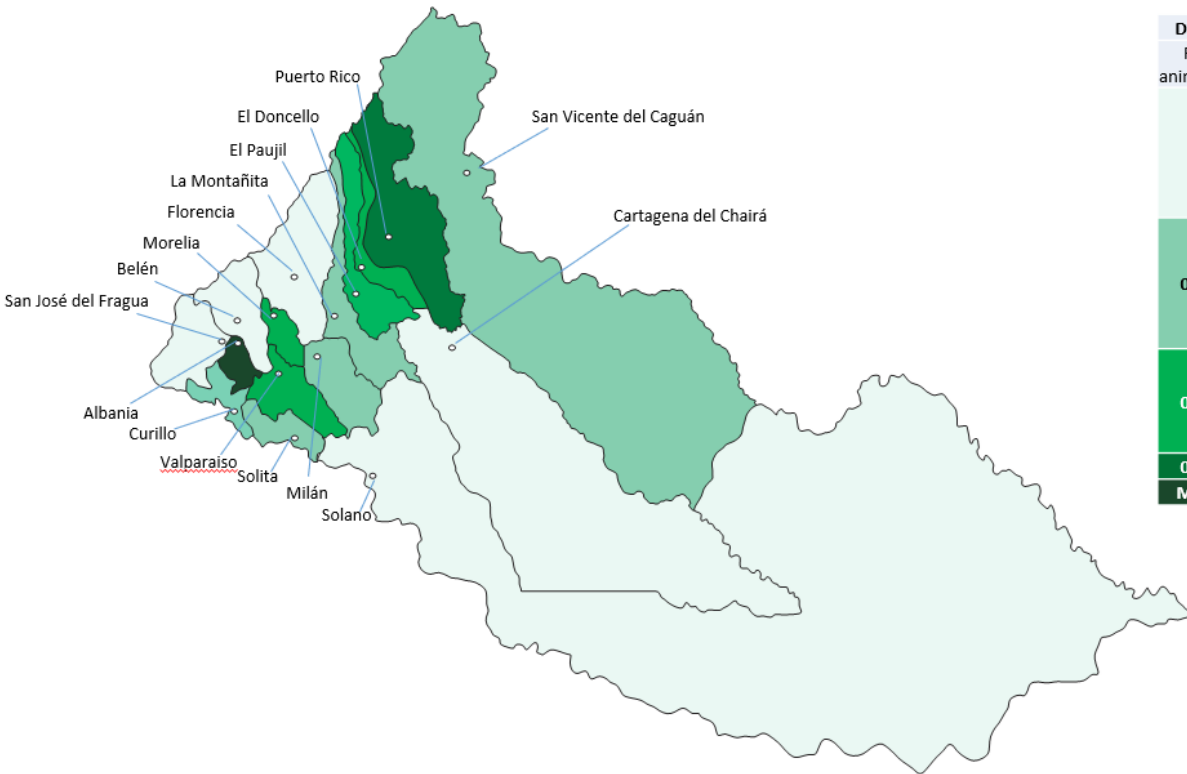 Puerto Rico
El Doncello
El Paujil
La Montañita
Florencia
Morelia
Belén
San José del Fragua
San Vicente del Caguán
Cartagena del Chairá
Albania
Curillo
Valparaiso
Solita
Milán
Solano